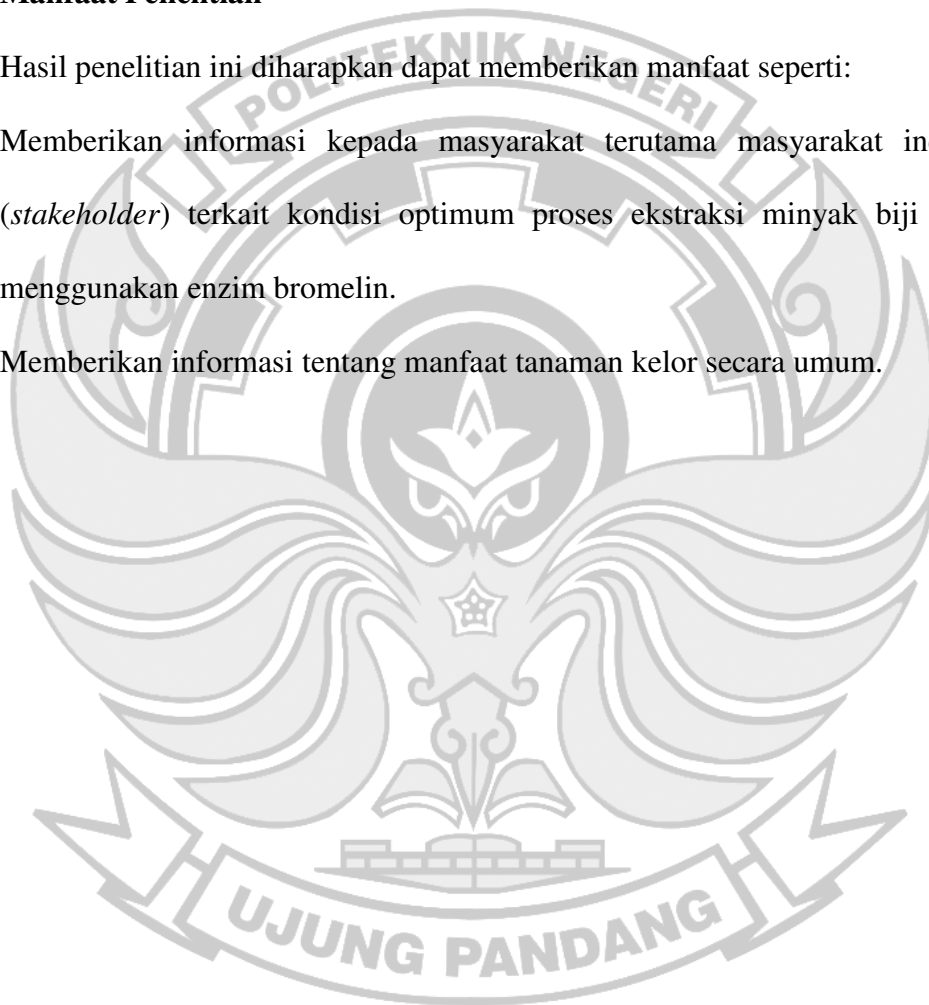 Manfaat Penelitian
Hasil penelitian ini diharapkan dapat memberikan manfaat seperti:
Memberikan informasi kepada masyarakat terutama masyarakat
(stakeholder) terkait kondisi optimum proses ekstraksi minyak biji
menggunakan enzim bromelin.
Memberikan informasi tentang manfaat tanaman kelor secara umum.
POLITEKNIK NEGERI
UJUNG PANDANG